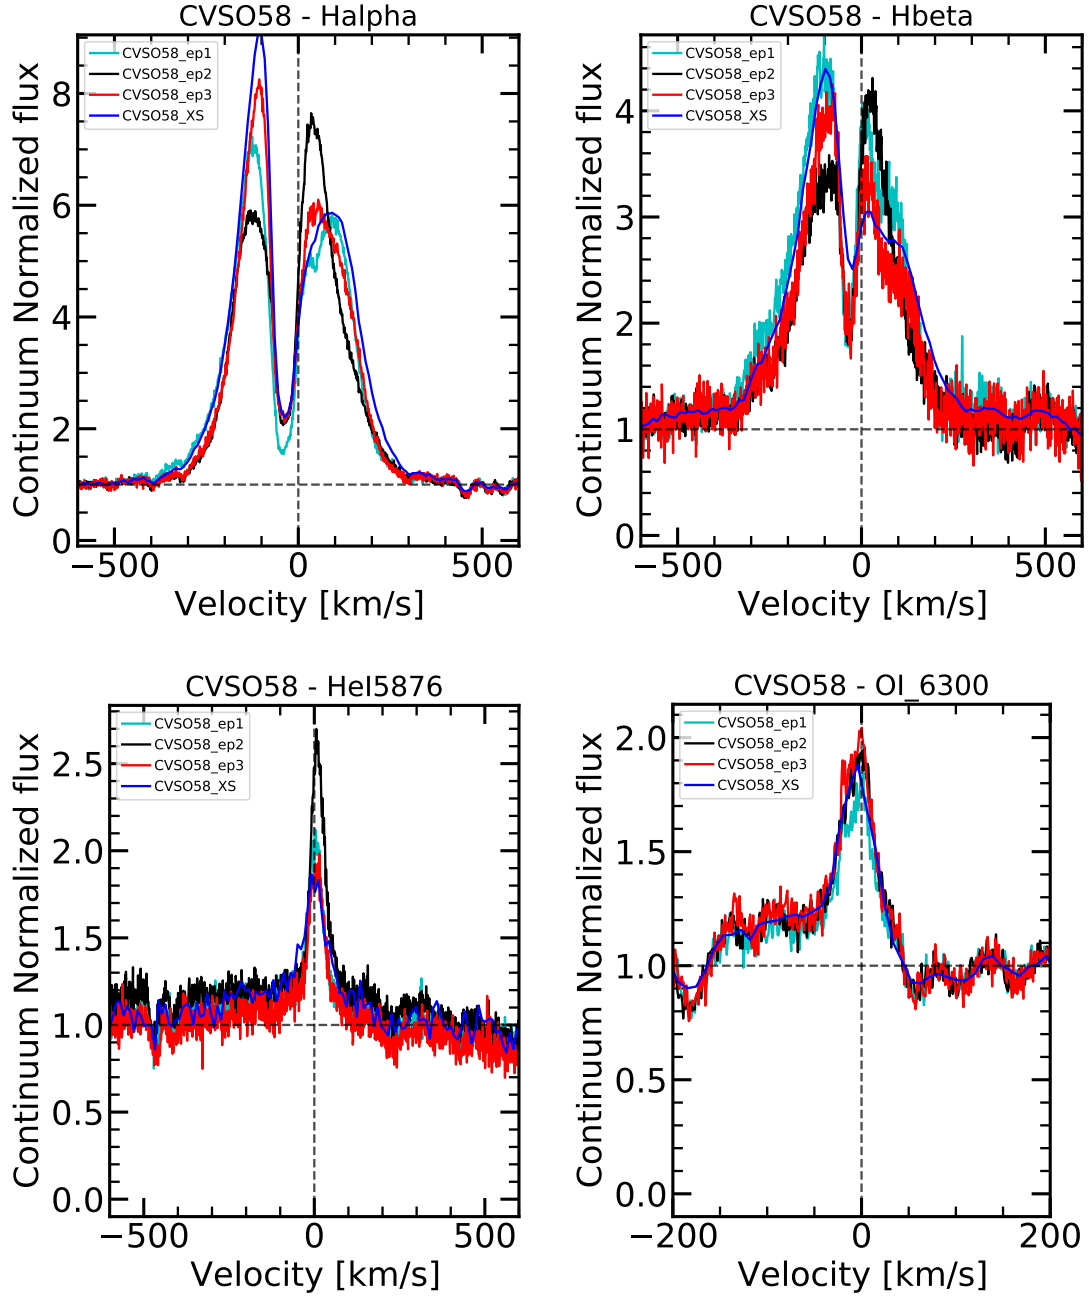 CVSO58 - Halpha
CVSO58_ep1
CVSO58_ep2
CVSO58_ep3
CVSO58_XS
Continuum Normalized flux
8
6
4
2
0
−500
0
500
Velocity [km/s]
CVSO58 - Hbeta
CVSO58_ep1
CVSO58_ep2
CVSO58_ep3
CVSO58_XS
Continuum Normalized flux
4
3
2
1
0
−500
0
500
Velocity [km/s]
CVSO58 - HeI5876
CVSO58_ep1
CVSO58_ep2
CVSO58_ep3
CVSO58_XS
Continuum Normalized flux
2.5
2.0
1.5
1.0
0.5
0.0
−500
0
500
Velocity [km/s]
CVSO58 - OI_6300
CVSO58_ep1
CVSO58_ep2
CVSO58_ep3
CVSO58_XS
Continuum Normalized flux
2.0
1.5
1.0
0.5
0.0
−200
0
200
Velocity [km/s]